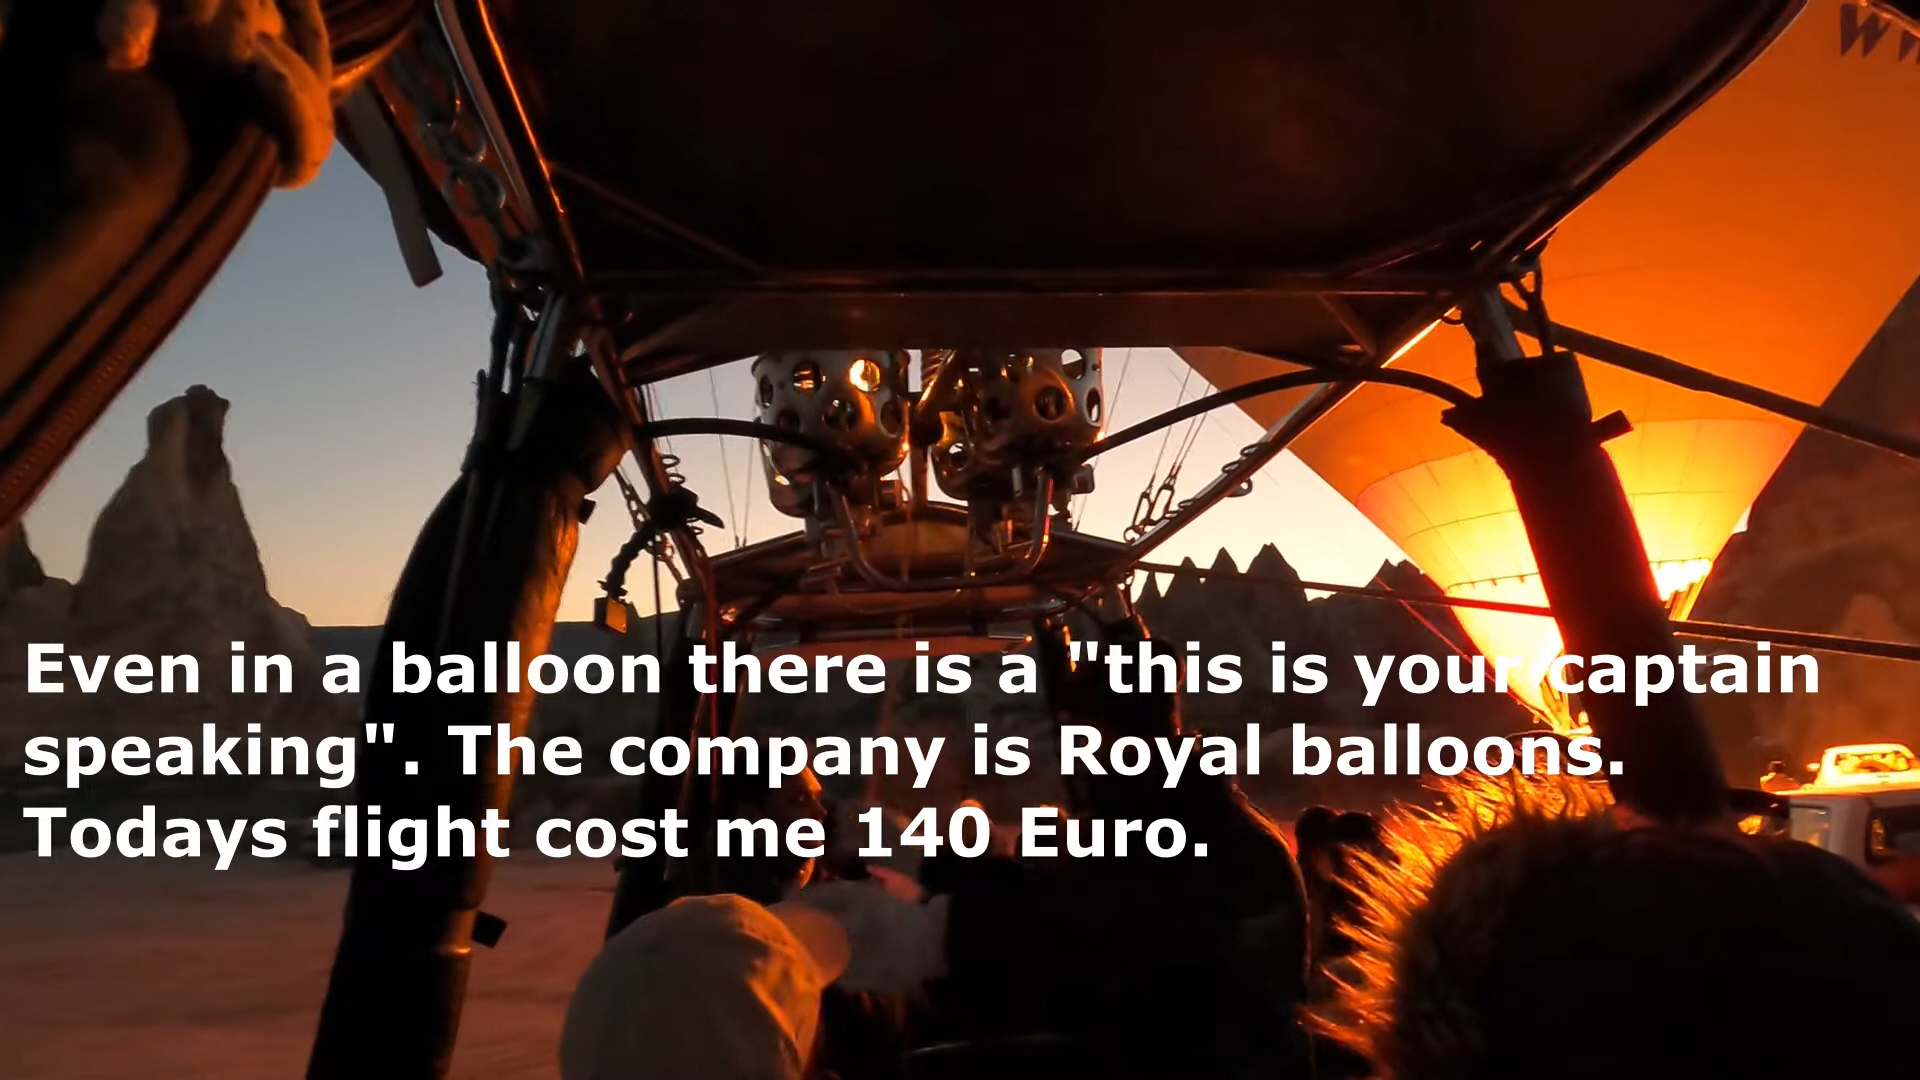 Even in a balloon there is a "this is your captain
speaking". The company is Royal balloons.
Todays flight cost me 140 Euro.